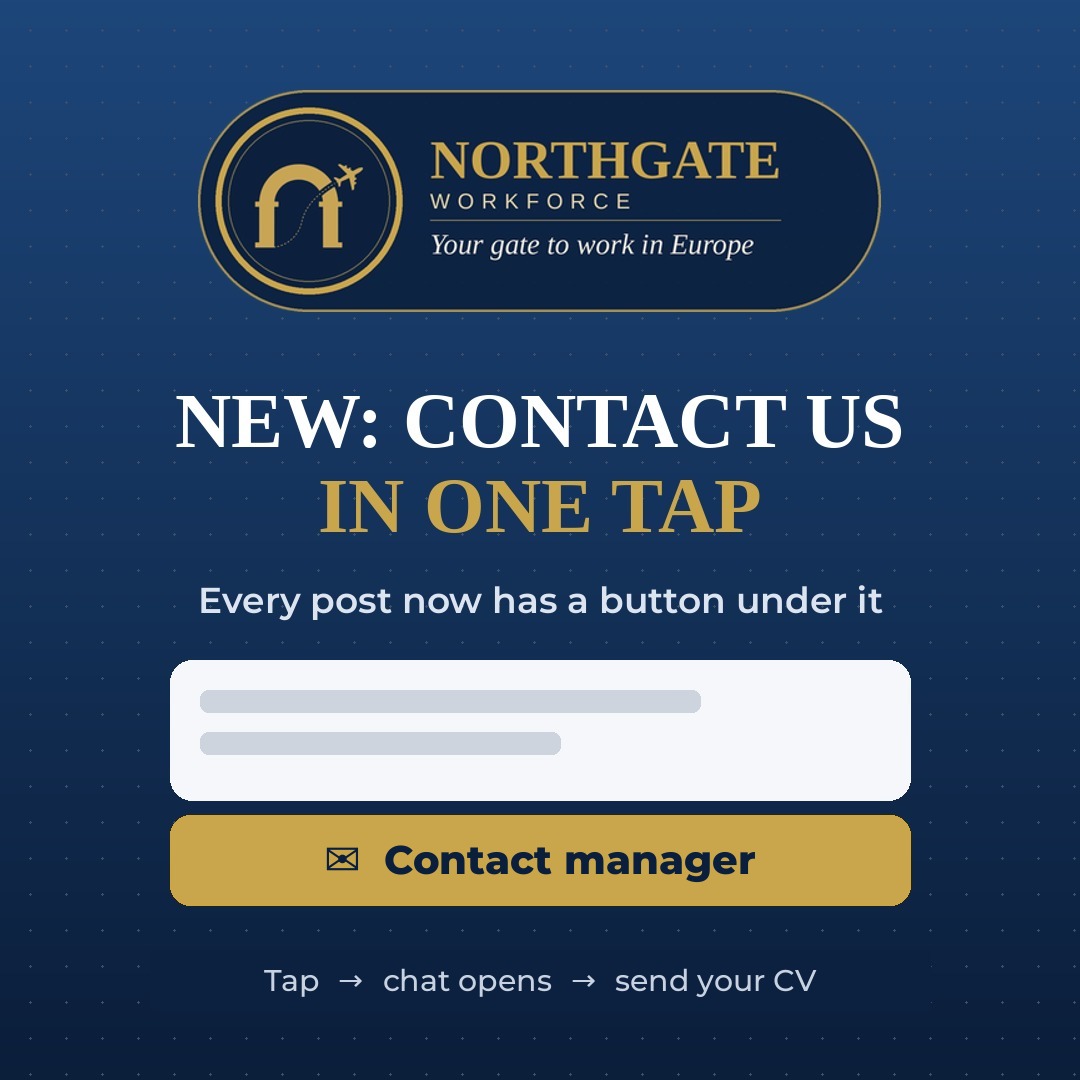 NORTHGATE
WORKFORCE
Your gate to work in Europe
NEW: CONTACT US
IN ONE TAP
Every post now has a button under it
✉ Contact manager
Tap → chat opens → send your CV